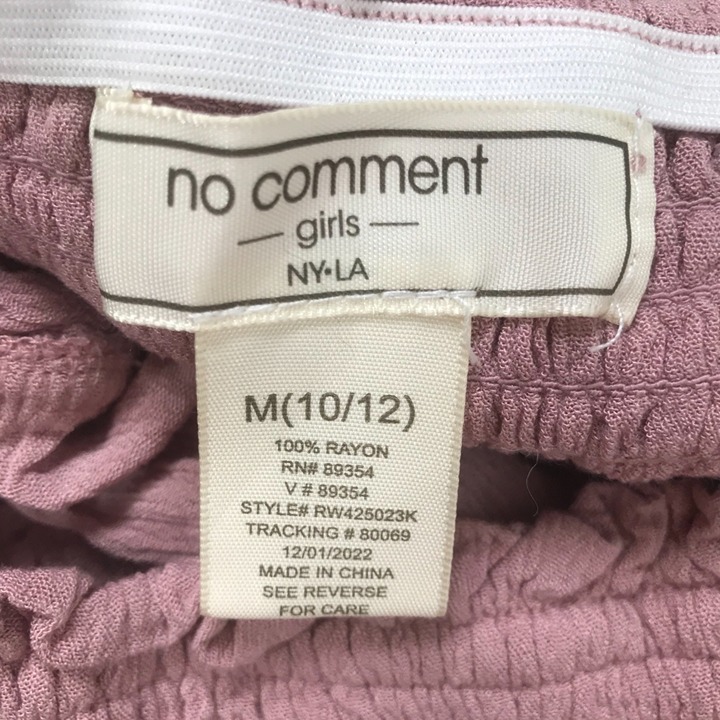 no comment
girls
NY•LA
M(10/12)
100% RAYON
RN# 89354
V # 89354
STYLE# RW425023K
TRACKING # 80069
12/01/2022
MADE IN CHINA
SEE REVERSE
FOR CARE